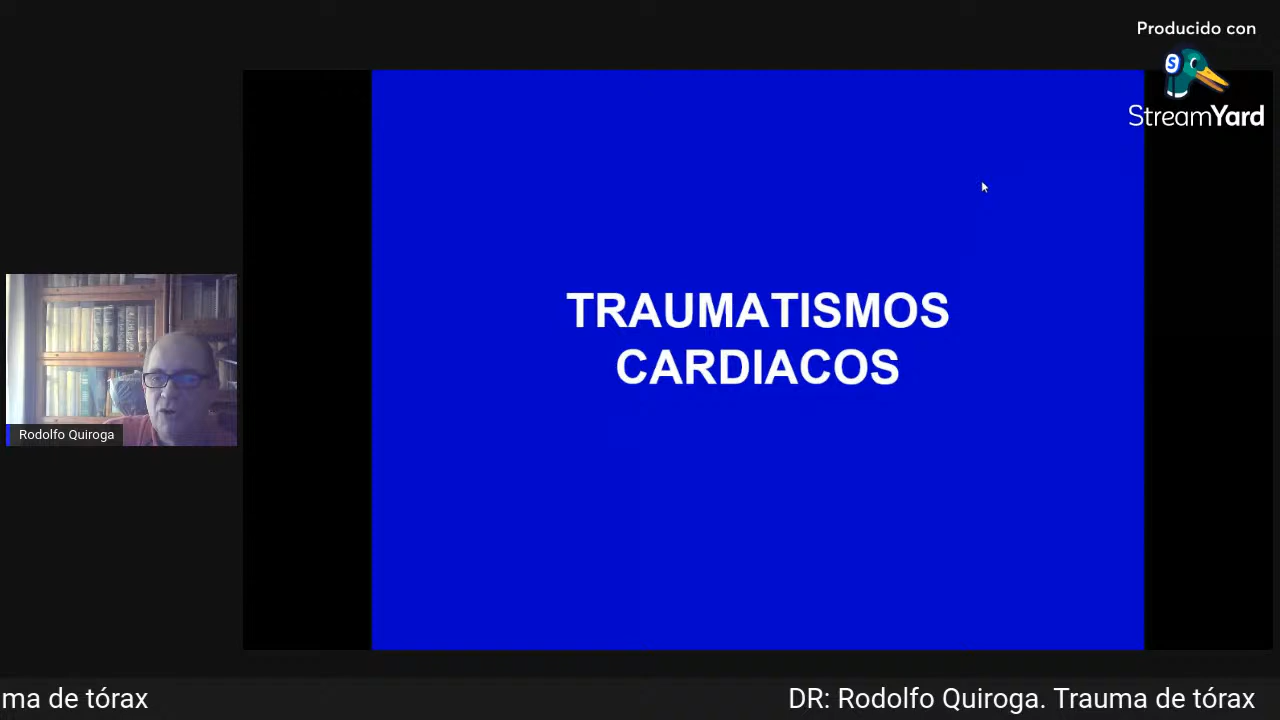 Producido con
S
StreamYard
TRAUMATISMOS
CARDIACOS
Rodolfo Quiroga
ma de tórax
DR: Rodolfo Quiroga. Trauma de tórax